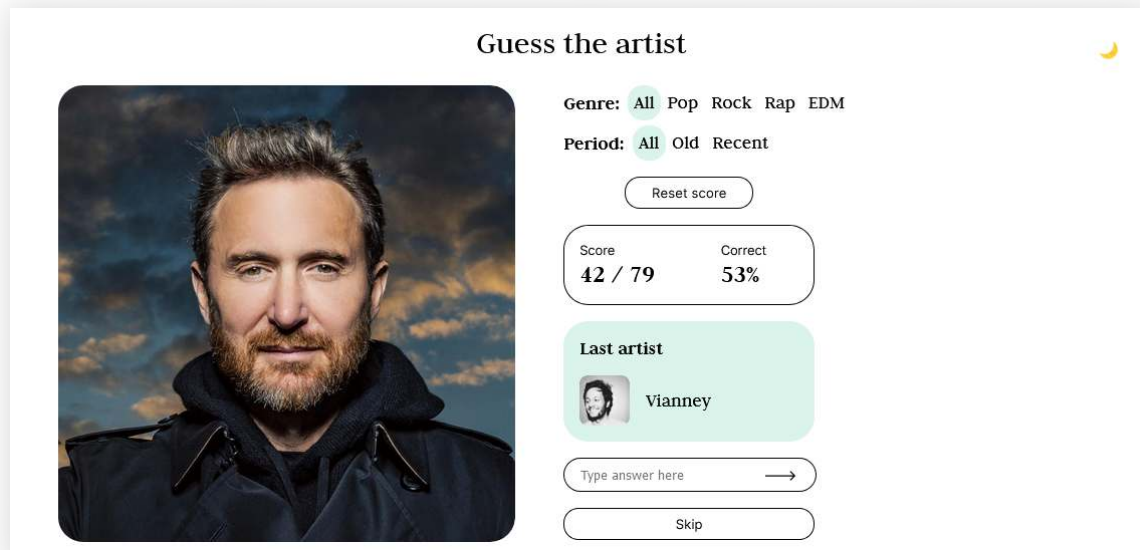 Guess the artist
Genre: All Pop Rock Rap EDM
Period: All Old Recent
Reset score
Score Correct
42 / 79 53%
Last artist
Vianney
Type answer here
Skip